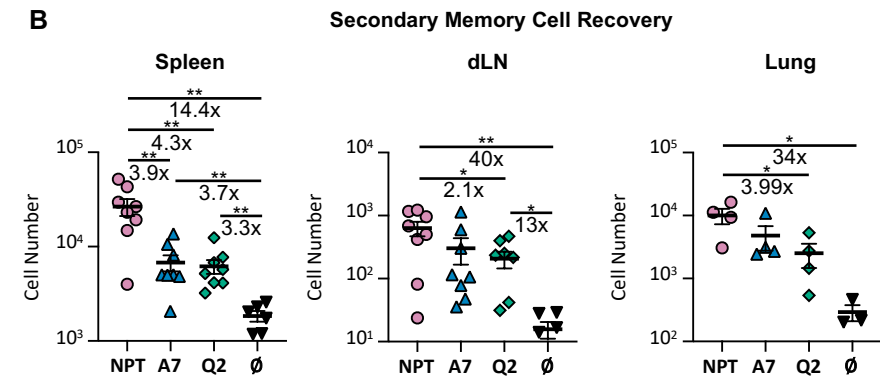 B
Secondary Memory Cell Recovery
Spleen
**
14.4x
**
4.3x
**
3.9x
**
3.7x
**
3.3x
Cell Number
10⁵
10⁴
10³
NPT A7 Q2 Ø
dLN
**
40x
*
2.1x
*
13x
Cell Number
10⁴
10³
10²
10¹
NPT A7 Q2 Ø
Lung
*
34x
*
3.99x
Cell Number
10⁵
10⁴
10³
10²
NPT A7 Q2 Ø